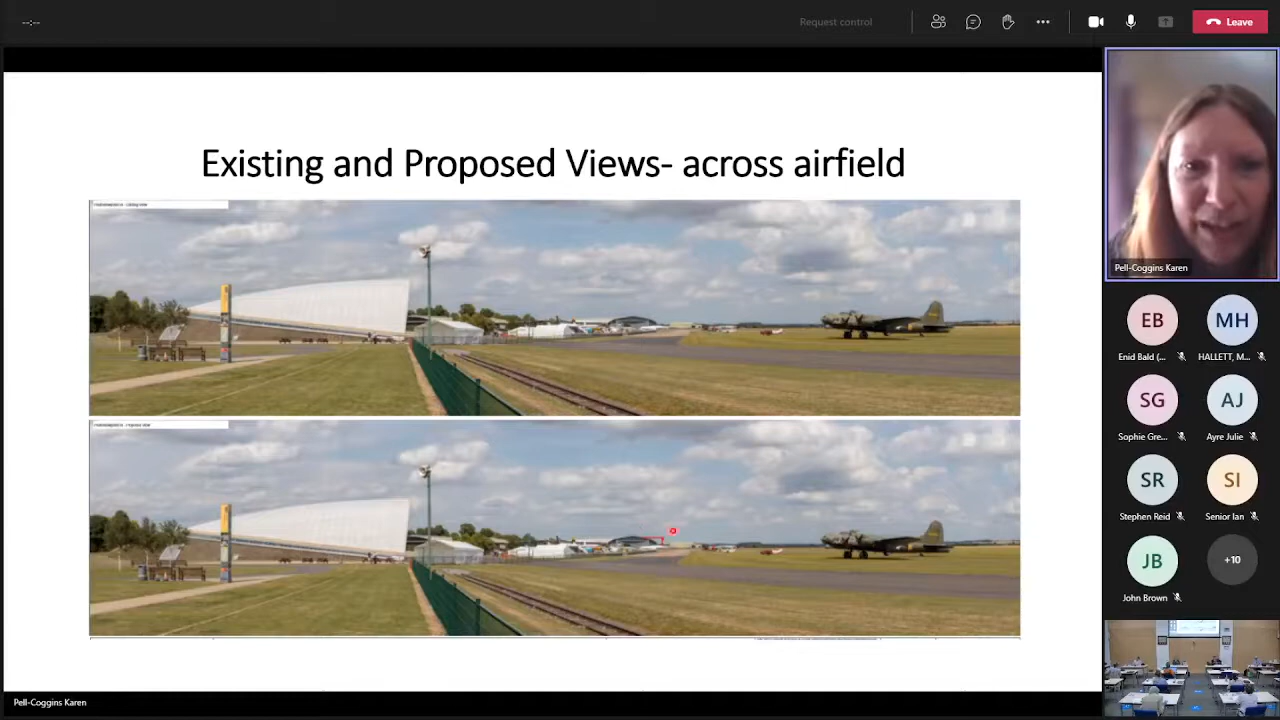 --:--
Request control
Leave
Existing and Proposed Views- across airfield
Pell-Coggins Karen
EB
MH
Enid Bald (...
HALLETT, M...
SG
AJ
Sophie Gre...
Ayre Julie
SR
SI
Stephen Reid
Senior Ian
JB
+10
John Brown
Pell-Coggins Karen